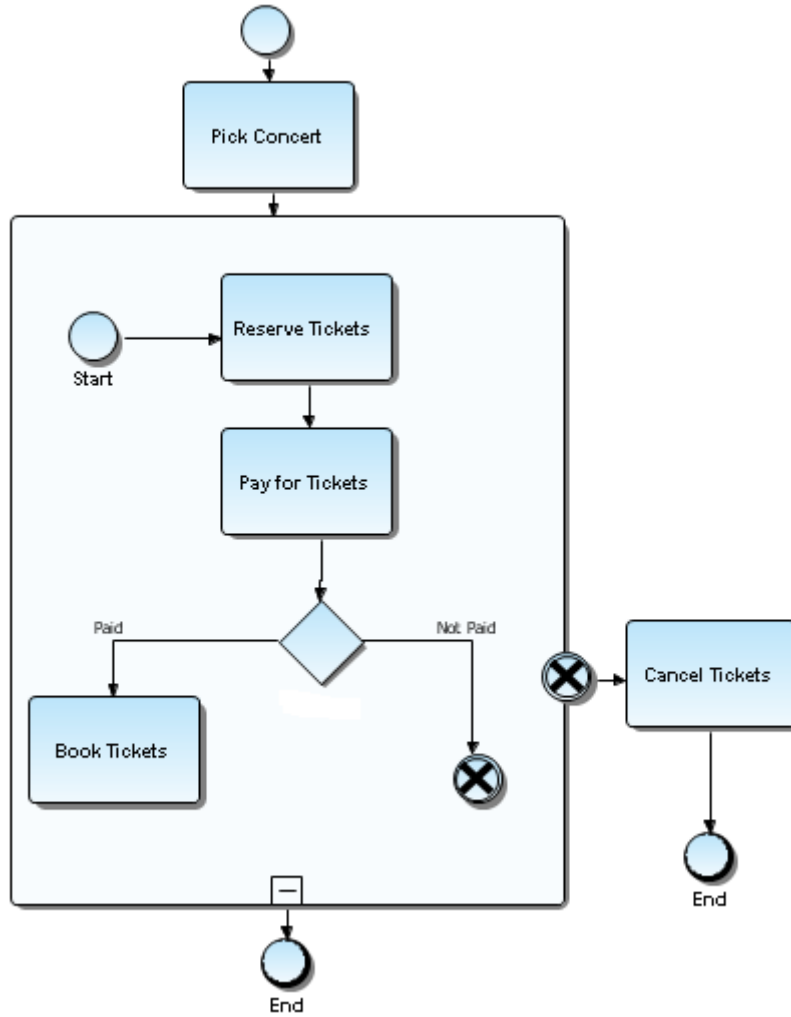 Pick Concert
Reserve Tickets
Start
Pay for Tickets
Paid
Not Paid
Cancel Tickets
Book Tickets
End
End